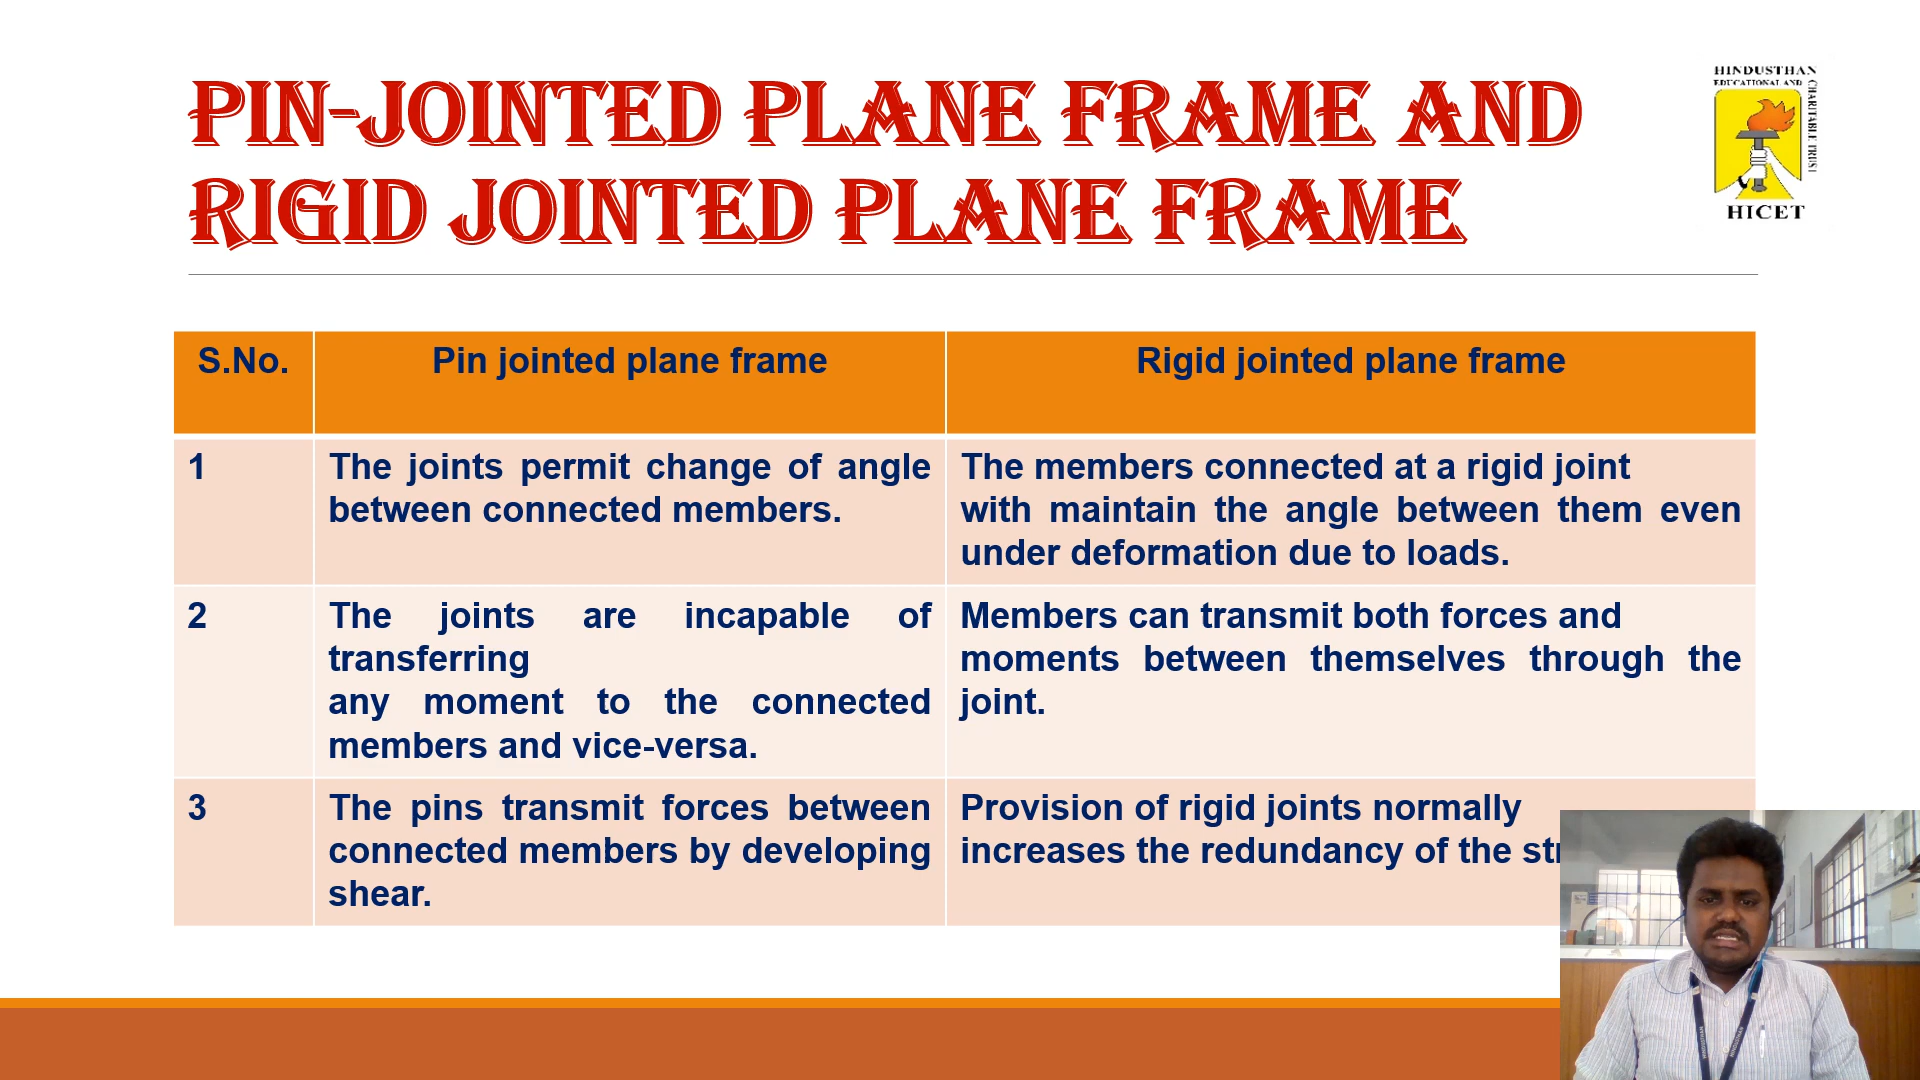 PIN-JOINTED PLANE FRAME AND
RIGID JOINTED PLANE FRAME
HINDUSTHAN
EDUCATIONAL AND
CHARITABLE TRUST
HICET
S.No.
Pin jointed plane frame
Rigid jointed plane frame
1
The joints permit change of angle
between connected members.
The members connected at a rigid joint
with maintain the angle between them even
under deformation due to loads.
2
The joints are incapable of
transferring
any moment to the connected
members and vice-versa.
Members can transmit both forces and
moments between themselves through the
joint.
3
The pins transmit forces between
connected members by developing
shear.
Provision of rigid joints normally
increases the redundancy of the